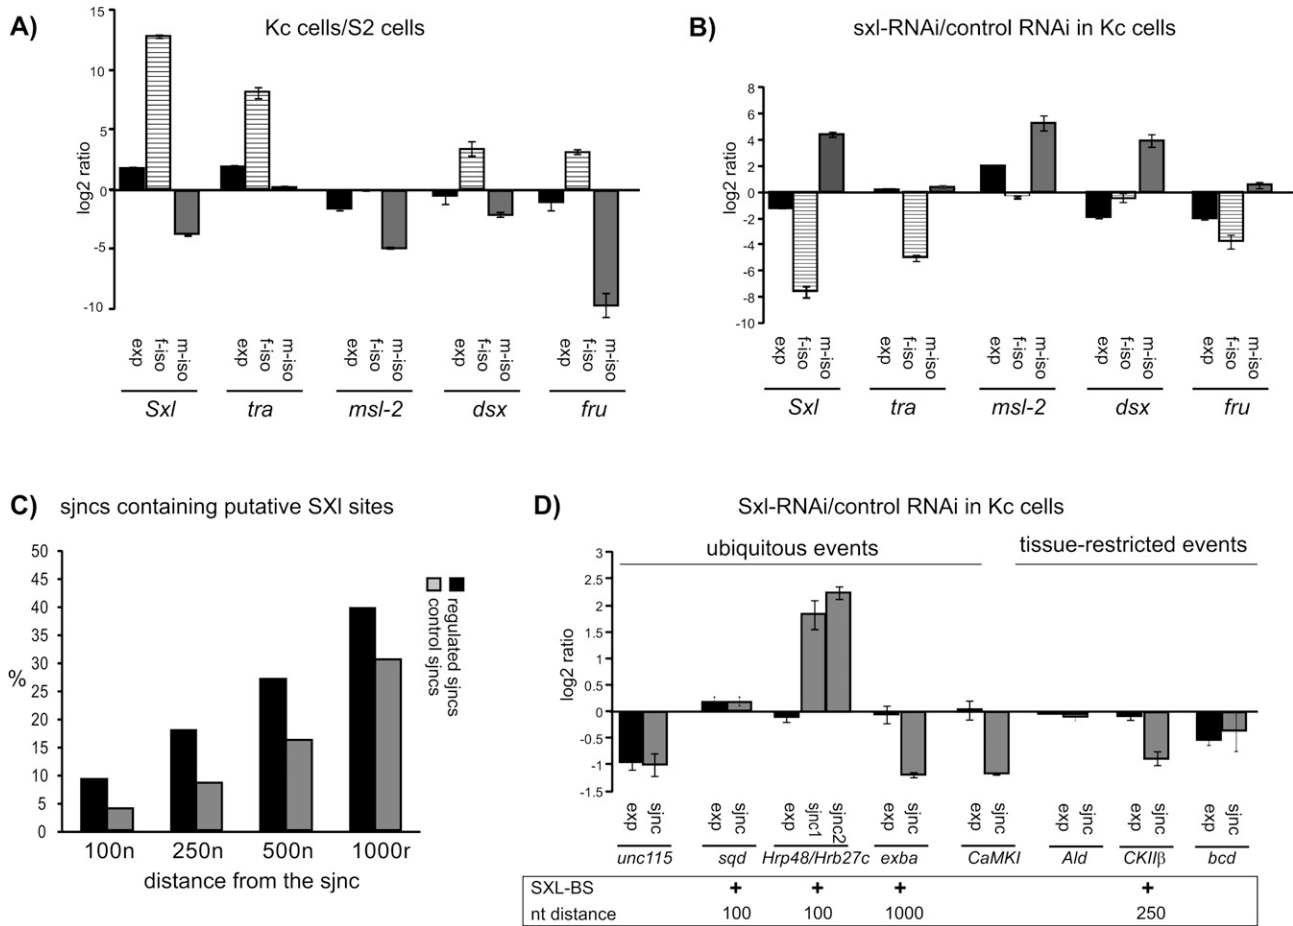 A) Kc cells/S2 cells
log2 ratio
15
10
5
0
-5
-10
exp f-iso m-iso exp f-iso m-iso exp f-iso m-iso exp f-iso m-iso exp f-iso m-iso
Sxl tra msl-2 dsx fru
B) sxl-RNAi/control RNAi in Kc cells
log2 ratio
8
6
4
2
0
-2
-4
-6
-8
-10
exp f-iso m-iso exp f-iso m-iso exp f-iso m-iso exp f-iso m-iso exp f-iso m-iso
Sxl tra msl-2 dsx fru
C) sjncs containing putative SXl sites
%
50
45
40
35
30
25
20
15
10
5
0
100n 250n 500n 1000r
distance from the sjnc
regulated sjncs
control sjncs
D) Sxl-RNAi/control RNAi in Kc cells
ubiquitous events tissue-restricted events
log2 ratio
3
2.5
2
1.5
1
0.5
0
-0.5
-1
-1.5
exp sjnc exp sjnc exp sjnc1 sjnc2 exp sjnc exp sjnc exp sjnc exp sjnc exp sjnc
unc115 sqd Hrp48/Hrb27c exba CaMKI Ald CKIIβ bcd
SXL-BS + + + +
nt distance 100 100 1000 250